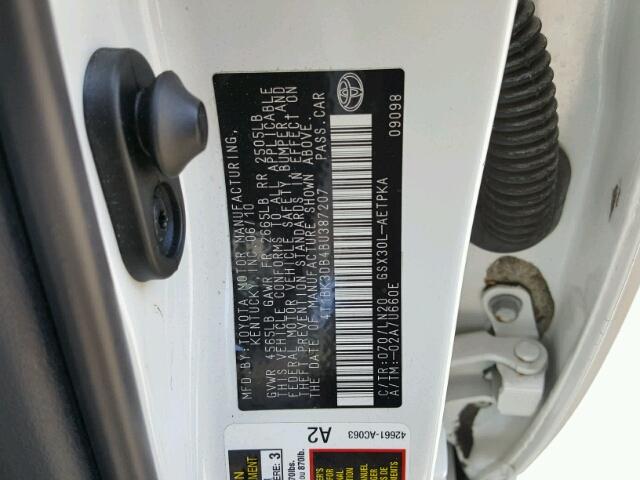 MFD.BY:TOYOTA MOTOR MANUFACTURING,
KENTUCKY, INC. 06/10
GVWR 4565LB GAWR FR 2665LB RR 2505LB
THIS VEHICLE CONFORMS TO ALL APPLICABLE
FEDERAL MOTOR VEHICLE SAFETY, BUMPER AND
THEFT PREVENTION STANDARDS IN EFFECT ON
THE DATE OF MANUFACTURE SHOWN ABOVE.
4T1BK3DB4BU387207 PASS.CAR
C/TR:070/LN20 GSX30L-AETPKA
A/TM:-02A/U660E
09098
TOYOTA
42661-AC063
A2